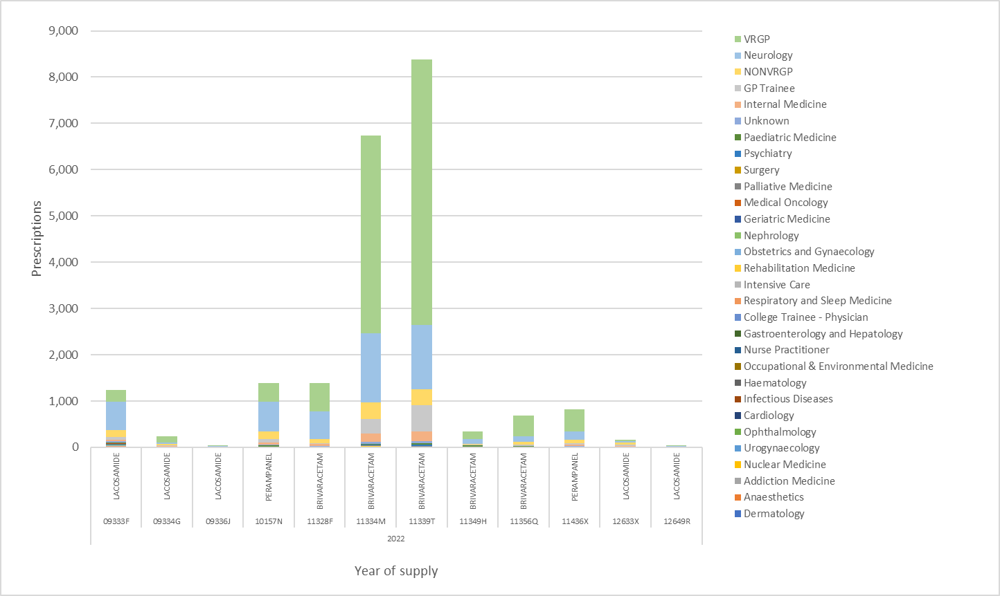 9,000
8,000
7,000
6,000
5,000
4,000
3,000
2,000
1,000
0
Prescriptions
LACOSAMIDE
LACOSAMIDE
LACOSAMIDE
PERAMPANEL
BRIVARACETAM
BRIVARACETAM
BRIVARACETAM
BRIVARACETAM
BRIVARACETAM
PERAMPANEL
LACOSAMIDE
LACOSAMIDE
09333F 09334G 09336J 10157N 11328F 11334M 11339T 11349H 11356Q 11436X 12633X 12649R
2022
Year of supply
VRGP
Neurology
NONVRGP
GP Trainee
Internal Medicine
Unknown
Paediatric Medicine
Psychiatry
Surgery
Palliative Medicine
Medical Oncology
Geriatric Medicine
Nephrology
Obstetrics and Gynaecology
Rehabilitation Medicine
Intensive Care
Respiratory and Sleep Medicine
College Trainee - Physician
Gastroenterology and Hepatology
Nurse Practitioner
Occupational & Environmental Medicine
Haematology
Infectious Diseases
Cardiology
Ophthalmology
Urogynaecology
Nuclear Medicine
Addiction Medicine
Anaesthetics
Dermatology